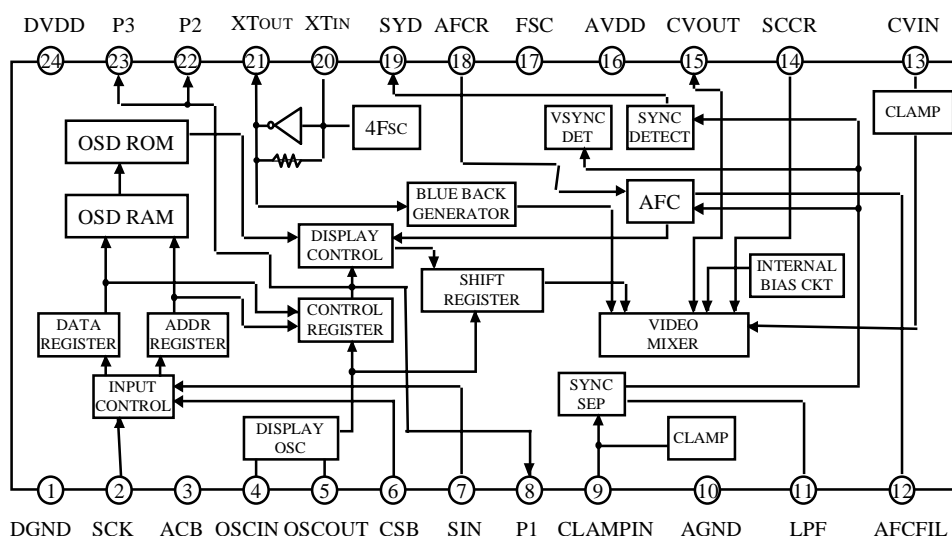 DVDD P3 P2 XTOUT XTIN SYD AFCR FSC AVDD CVOUT SCCR CVIN
24 23 22 21 20 19 18 17 16 15 14 13
CLAMP
OSD ROM
4FSC
VSYNC
DET
SYNC
DETECT
OSD RAM
BLUE BACK
GENERATOR
AFC
DISPLAY
CONTROL
SHIFT
REGISTER
INTERNAL
BIAS CKT
DATA
REGISTER
ADDR
REGISTER
CONTROL
REGISTER
VIDEO
MIXER
INPUT
CONTROL
SYNC
SEP
DISPLAY
OSC
CLAMP
1 2 3 4 5 6 7 8 9 10 11 12
DGND SCK ACB OSCIN OSCOUT CSB SIN P1 CLAMPIN AGND LPF AFCFIL